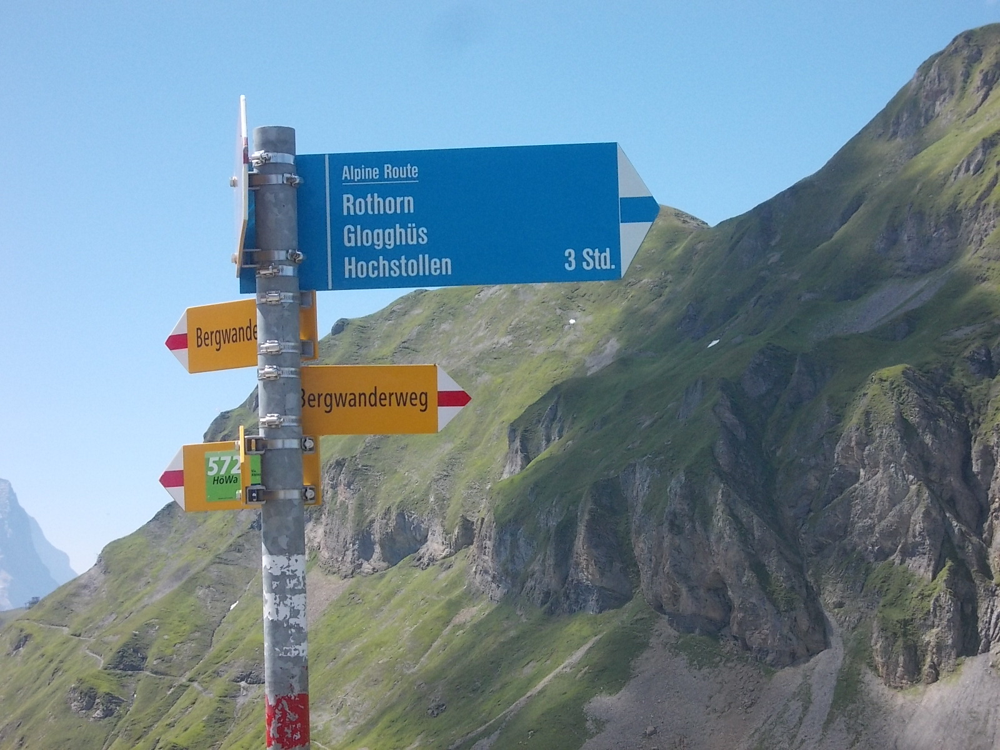 Alpine Route
Rothorn
Glogghüs
Hochstollen 3 Std.
Bergwande
Bergwanderweg
572
HöWa